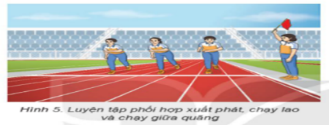 Hình 5. Luyện tập phối hợp xuất phát, chạy lao
và chạy giữa quãng